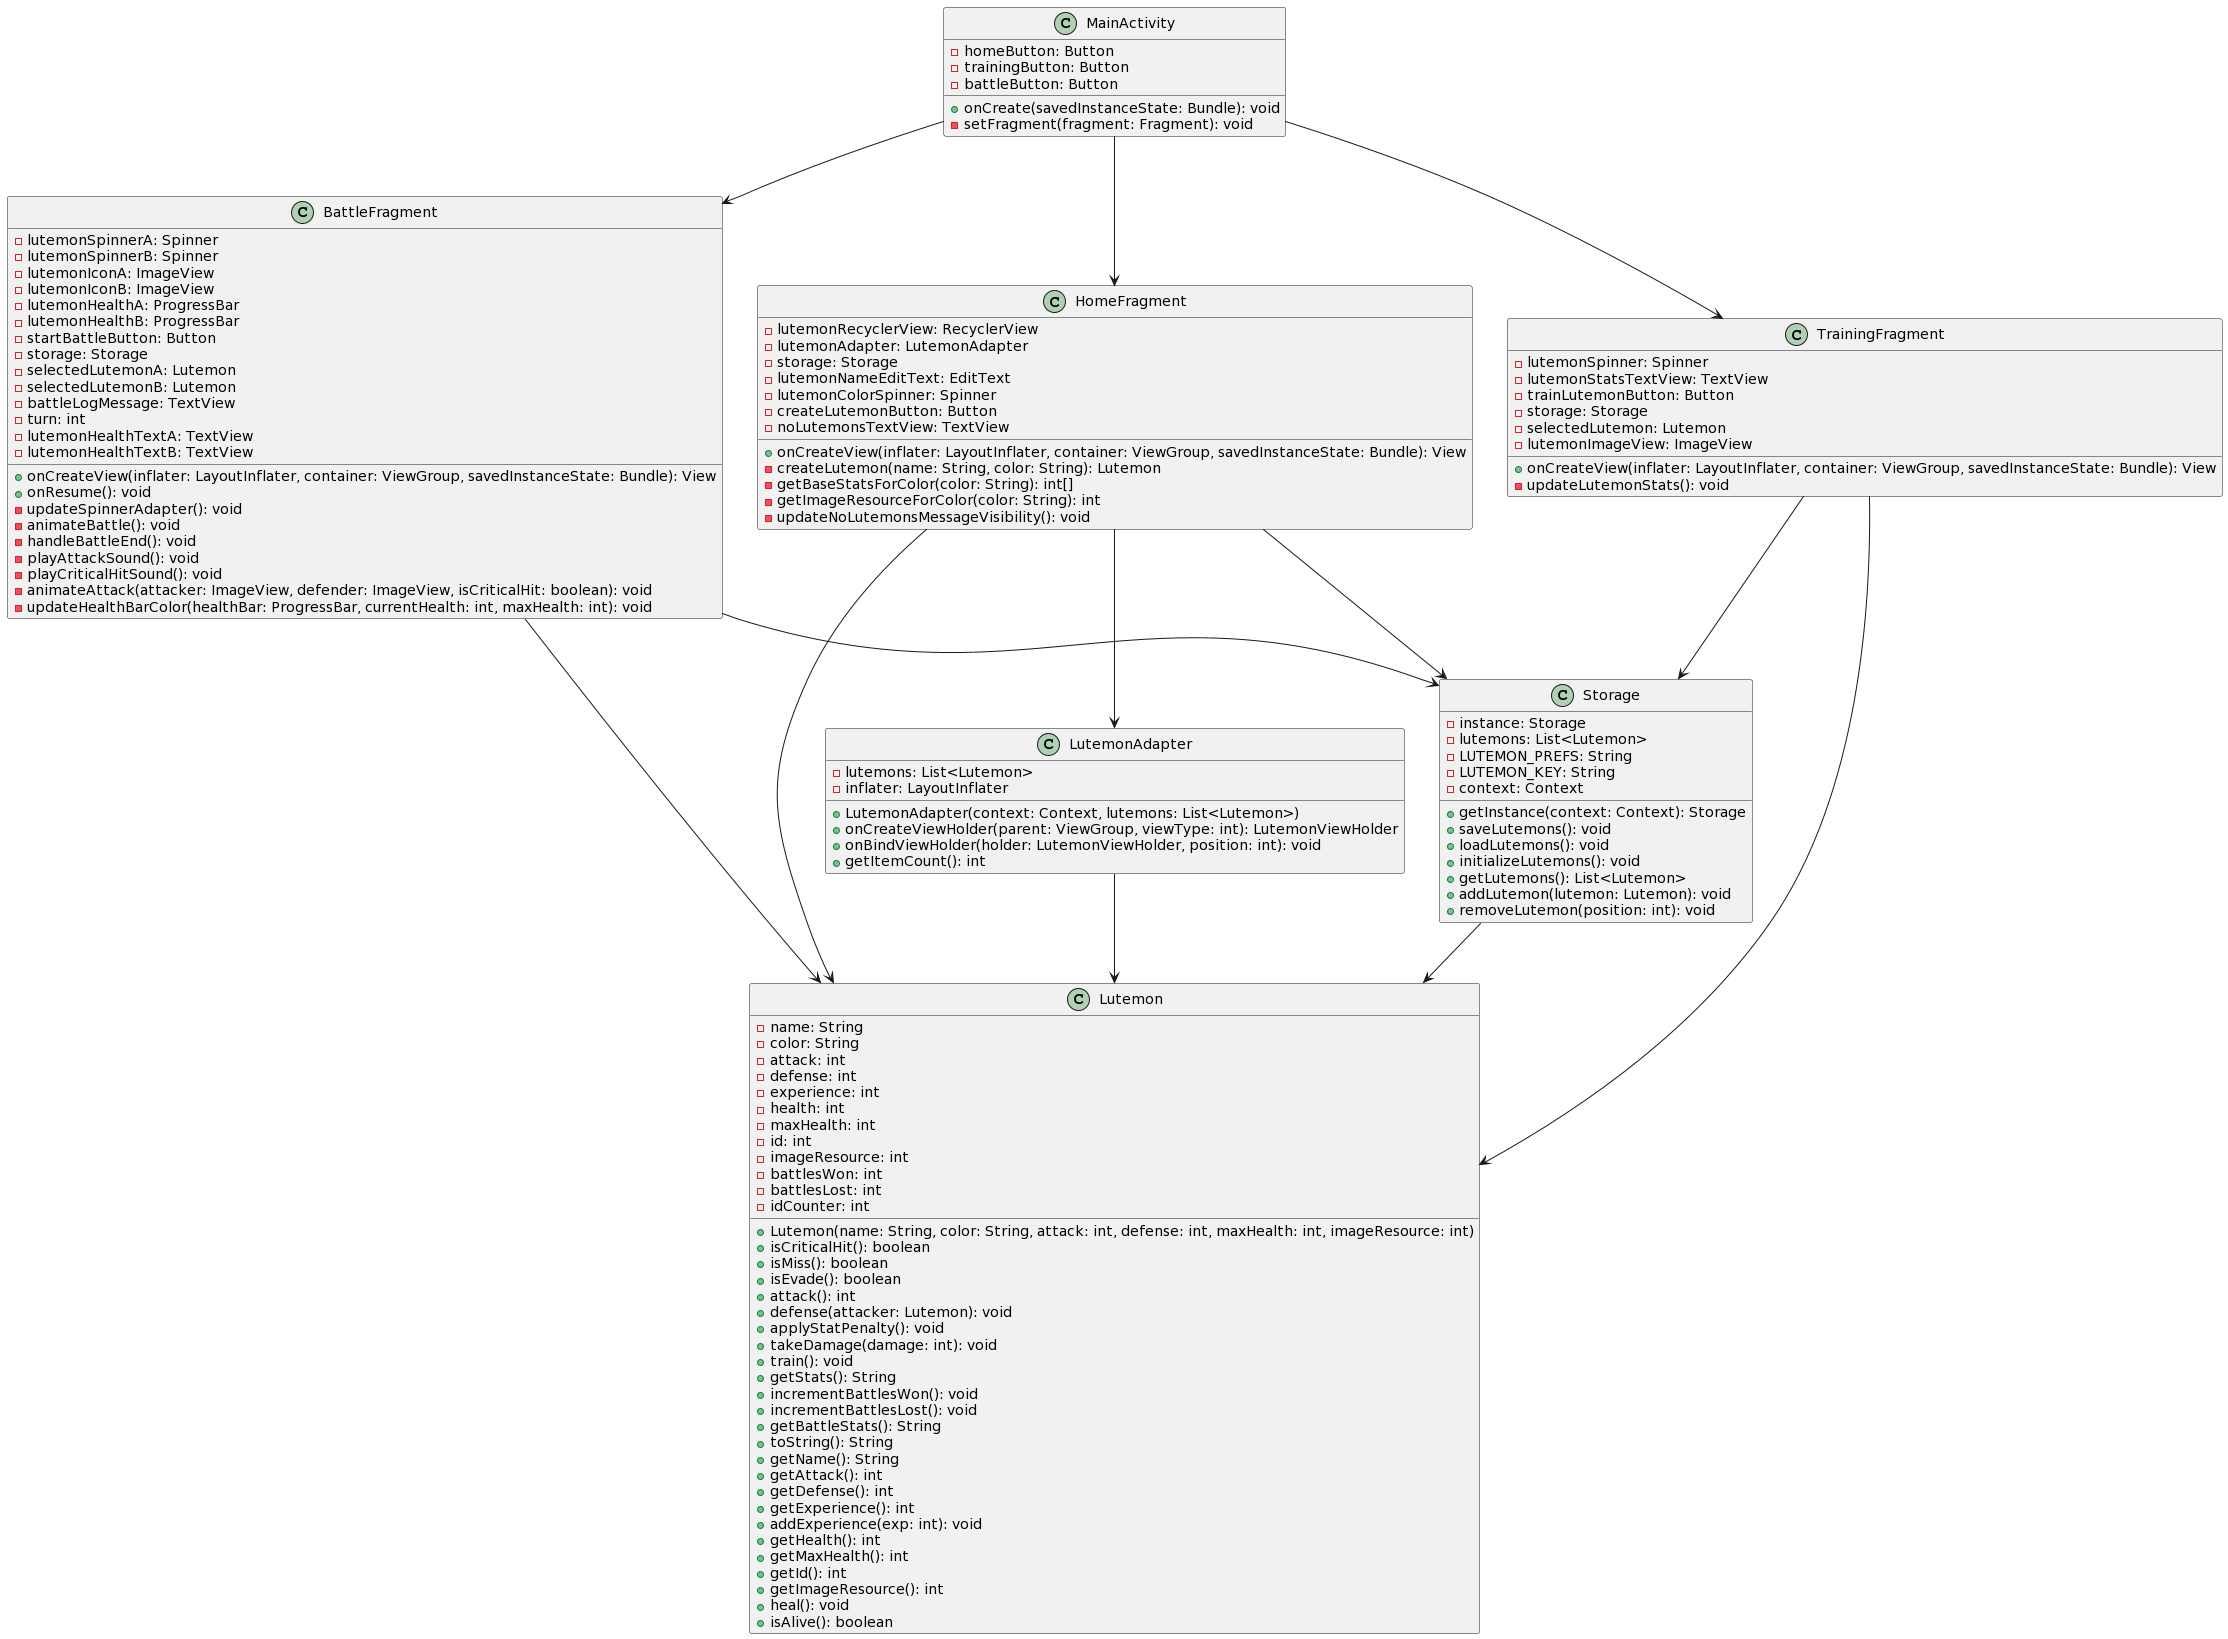 C MainActivity
homeButton: Button
trainingButton: Button
battleButton: Button
onCreate(savedInstanceState: Bundle): void
setFragment(fragment: Fragment): void
C BattleFragment
lutemonSpinnerA: Spinner
lutemonSpinnerB: Spinner
lutemonIconA: ImageView
lutemonIconB: ImageView
lutemonHealthA: ProgressBar
lutemonHealthB: ProgressBar
startBattleButton: Button
storage: Storage
selectedLutemonA: Lutemon
selectedLutemonB: Lutemon
battleLogMessage: TextView
turn: int
lutemonHealthTextA: TextView
lutemonHealthTextB: TextView
onCreateView(inflater: LayoutInflater, container: ViewGroup, savedInstanceState: Bundle): View
onResume(): void
updateSpinnerAdapter(): void
animateBattle(): void
handleBattleEnd(): void
playAttackSound(): void
playCriticalHitSound(): void
animateAttack(attacker: ImageView, defender: ImageView, isCriticalHit: boolean): void
updateHealthBarColor(healthBar: ProgressBar, currentHealth: int, maxHealth: int): void
C HomeFragment
lutemonRecyclerView: RecyclerView
lutemonAdapter: LutemonAdapter
storage: Storage
lutemonNameEditText: EditText
lutemonColorSpinner: Spinner
createLutemonButton: Button
noLutemonsTextView: TextView
onCreateView(inflater: LayoutInflater, container: ViewGroup, savedInstanceState: Bundle): View
createLutemon(name: String, color: String): Lutemon
getBaseStatsForColor(color: String): int[]
getImageResourceForColor(color: String): int
updateNoLutemonsMessageVisibility(): void
C TrainingFragment
lutemonSpinner: Spinner
lutemonStatsTextView: TextView
trainLutemonButton: Button
storage: Storage
selectedLutemon: Lutemon
lutemonImageView: ImageView
onCreateView(inflater: LayoutInflater, container: ViewGroup, savedInstanceState: Bundle): View
updateLutemonStats(): void
C LutemonAdapter
lutemons: List<Lutemon>
inflater: LayoutInflater
LutemonAdapter(context: Context, lutemons: List<Lutemon>)
onCreateViewHolder(parent: ViewGroup, viewType: int): LutemonViewHolder
onBindViewHolder(holder: LutemonViewHolder, position: int): void
getItemCount(): int
C Storage
instance: Storage
lutemons: List<Lutemon>
LUTEMON_PREFS: String
LUTEMON_KEY: String
context: Context
getInstance(context: Context): Storage
saveLutemons(): void
loadLutemons(): void
initializeLutemons(): void
getLutemons(): List<Lutemon>
addLutemon(lutemon: Lutemon): void
removeLutemon(position: int): void
C Lutemon
name: String
color: String
attack: int
defense: int
experience: int
health: int
maxHealth: int
id: int
imageResource: int
battlesWon: int
battlesLost: int
idCounter: int
Lutemon(name: String, color: String, attack: int, defense: int, maxHealth: int, imageResource: int)
isCriticalHit(): boolean
isMiss(): boolean
isEvade(): boolean
attack(): int
defense(attacker: Lutemon): void
applyStatPenalty(): void
takeDamage(damage: int): void
train(): void
getStats(): String
incrementBattlesWon(): void
incrementBattlesLost(): void
getBattleStats(): String
toString(): String
getName(): String
getAttack(): int
getDefense(): int
getExperience(): int
addExperience(exp: int): void
getHealth(): int
getMaxHealth(): int
getId(): int
getImageResource(): int
heal(): void
isAlive(): boolean